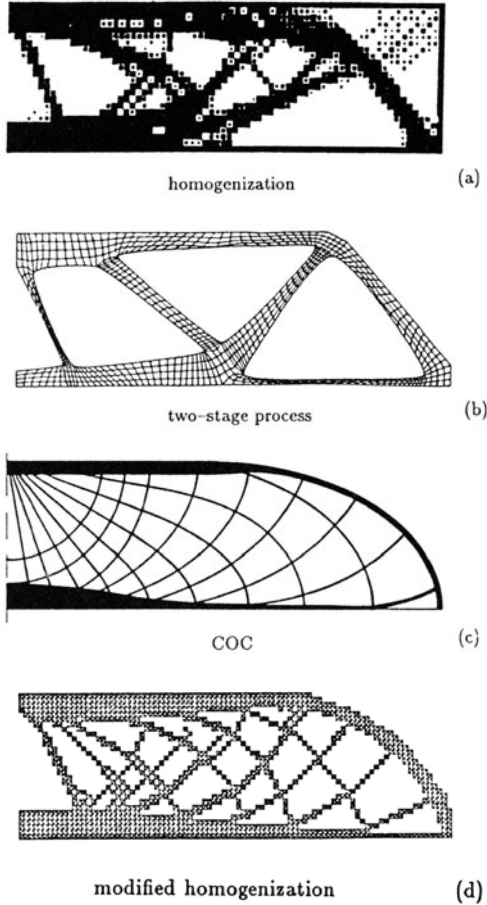 homogenization
(a)
two-stage process
(b)
COC
(c)
modified homogenization
(d)